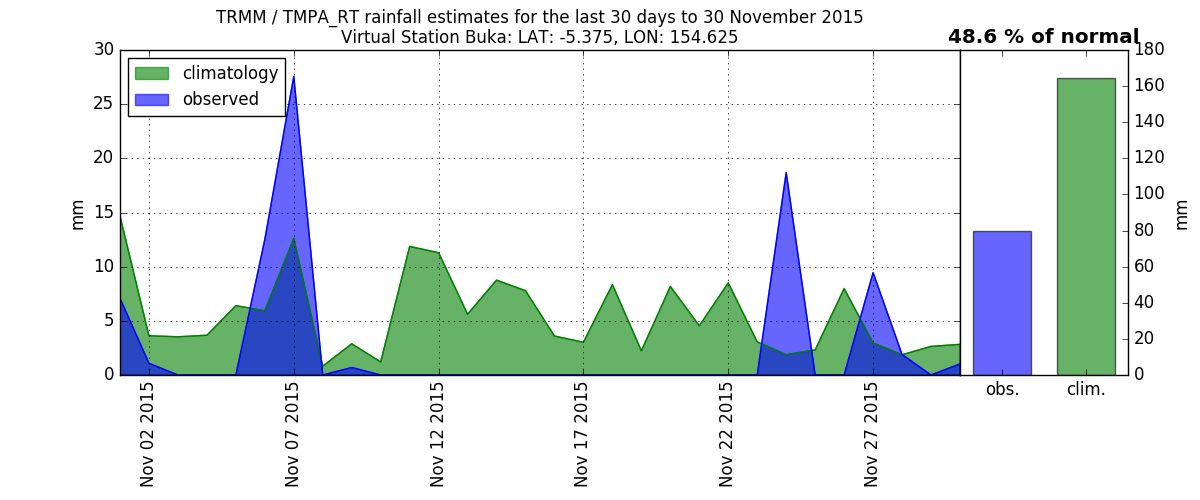 TRMM / TMPA_RT rainfall estimates for the last 30 days to 30 November 2015
Virtual Station Buka: LAT: -5.375, LON: 154.625
48.6 % of normal
climatology
observed
30
25
20
15
10
5
0
mm
Nov 02 2015
Nov 07 2015
Nov 12 2015
Nov 17 2015
Nov 22 2015
Nov 27 2015
obs.
clim.
180
160
140
120
100
80
60
40
20
0
mm